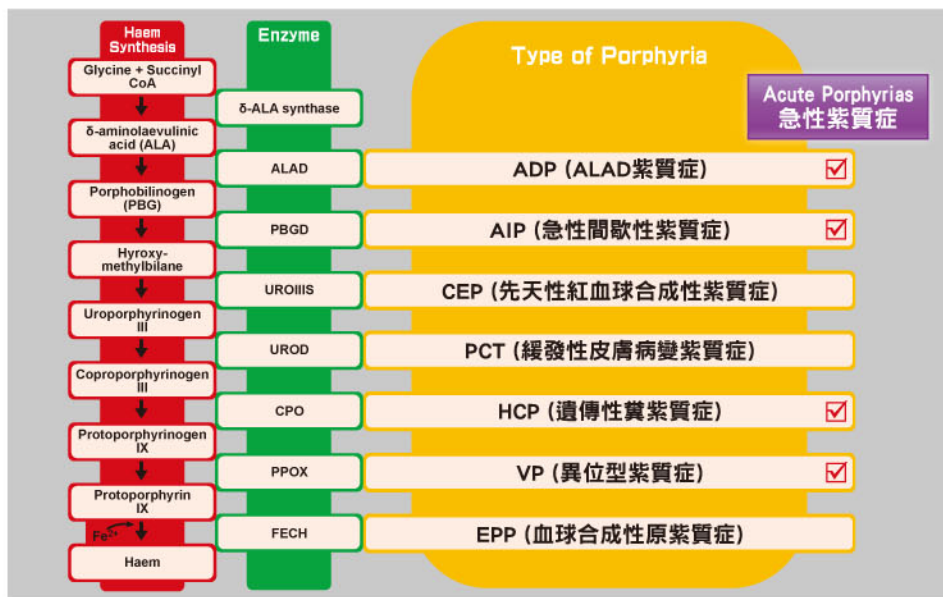 Haem
Synthesis
Glycine + Succinyl
CoA
δ-aminolaevulinic
acid (ALA)
Porphobilinogen
(PBG)
Hyroxy-
methylbilane
Uroporphyrinogen
III
Coproporphyrinogen
III
Protoporphyrinogen
IX
Protoporphyrin
IX
Fe²⁺
Haem
Enzyme
δ-ALA synthase
ALAD
PBGD
UROIIIS
UROD
CPO
PPOX
FECH
Type of Porphyria
Acute Porphyrias
急性紫質症
ADP (ALAD紫質症)
AIP (急性間歇性紫質症)
CEP (先天性紅血球合成性紫質症)
PCT (緩發性皮膚病變紫質症)
HCP (遺傳性糞紫質症)
VP (異位型紫質症)
EPP (血球合成性原紫質症)